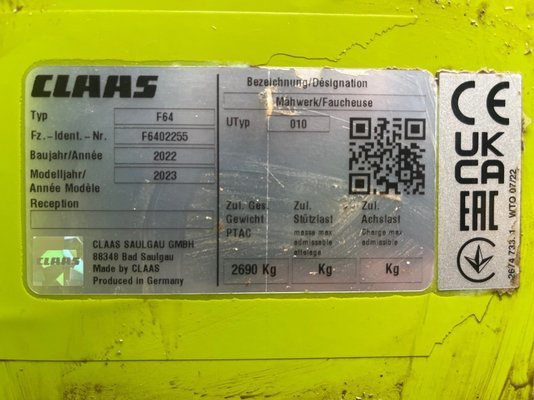 CLAAS
Typ F64
Fz.-Ident.-Nr. F6402255
Baujahr/Année 2022
Modelljahr/ 2023
Année Modèle
Reception
CLAAS
CLAAS SAULGAU GMBH
88348 Bad Saulgau
Made by CLAAS
Produced in Germany
Bezeichnung/Désignation
Mähwerk/Faucheuse
UTyp 010
Zul. Ges. Gewicht PTAC
2690 Kg
Zul. Stützlast
masse max admissible attelage
Kg
Zul. Achslast
Charge max admissible
Kg
CE
UK
CA
EAC
2674 733. 1 WTO 07/22